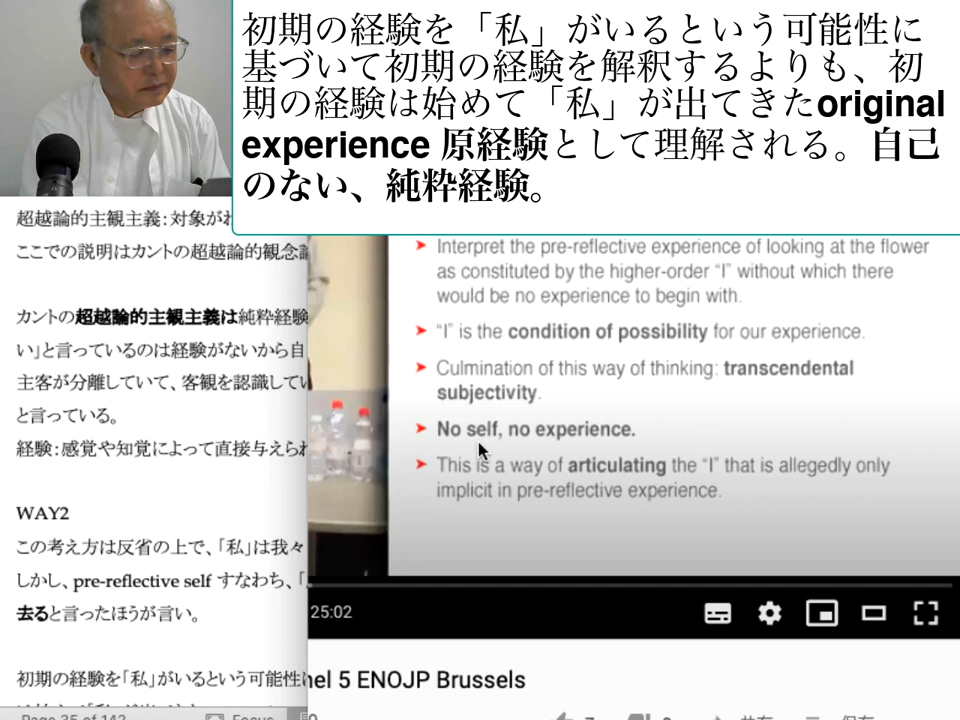 初期の経験を「私」がいるという可能性に
基づいて初期の経験を解釈するよりも、初
期の経験は始めて「私」が出てきたoriginal
experience 原経験として理解される。自己
のない、純粋経験。
超越論的主観主義：対象がわ
ここでの説明はカントの超越論的観念論
カントの超越論的主観主義は純粋経験
い」と言っているのは経験がないから自
主客が分離していて、客観を認識してい
と言っている。
経験：感覚や知覚によって直接与えられ
WAY2
この考え方は反省の上で、「私」は我々
しかし、pre-reflective self すなわち、「
去ると言ったほうが言い。
初期の経験を「私」がいるという可能性に
Page 35 of 142
Focus
Interpret the pre-reflective experience of looking at the flower
as constituted by the higher-order “I” without which there
would be no experience to begin with.
“I” is the condition of possibility for our experience.
Culmination of this way of thinking: transcendental
subjectivity.
No self, no experience.
This is a way of articulating the “I” that is allegedly only
implicit in pre-reflective experience.
25:02
nel 5 ENOJP Brussels